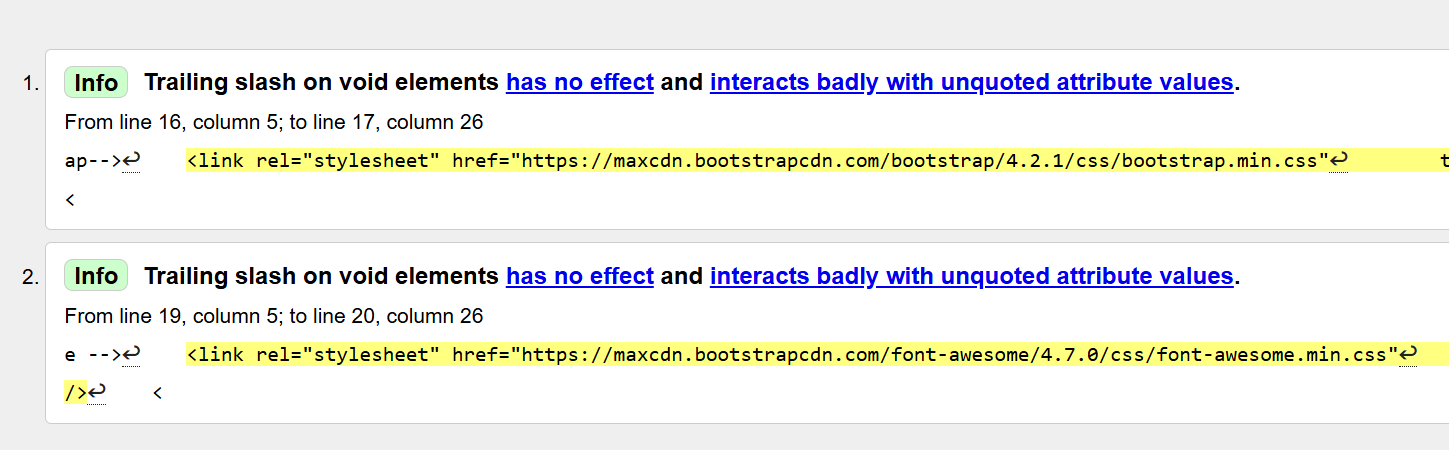 1. Info Trailing slash on void elements has no effect and interacts badly with unquoted attribute values.
From line 16, column 5; to line 17, column 26
ap-->↩ <link rel="stylesheet" href="https://maxcdn.bootstrapcdn.com/bootstrap/4.2.1/css/bootstrap.min.css"↩ t
<
2. Info Trailing slash on void elements has no effect and interacts badly with unquoted attribute values.
From line 19, column 5; to line 20, column 26
e -->↩ <link rel="stylesheet" href="https://maxcdn.bootstrapcdn.com/font-awesome/4.7.0/css/font-awesome.min.css"↩
/>↩ <